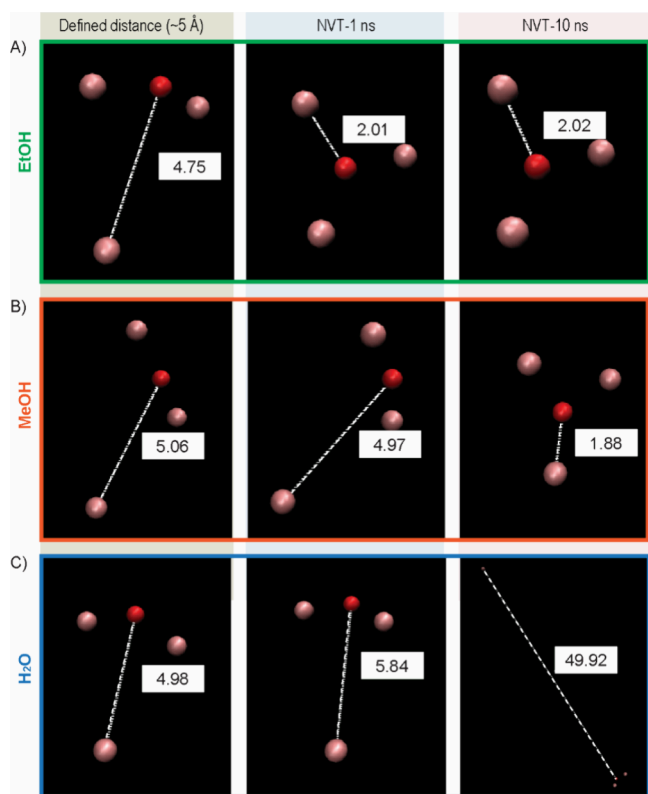 Defined distance (~5 Å) NVT-1 ns NVT-10 ns
A)
EtOH
4.75 2.01 2.02
B)
MeOH
5.06 4.97 1.88
C)
H₂O
4.98 5.84 49.92